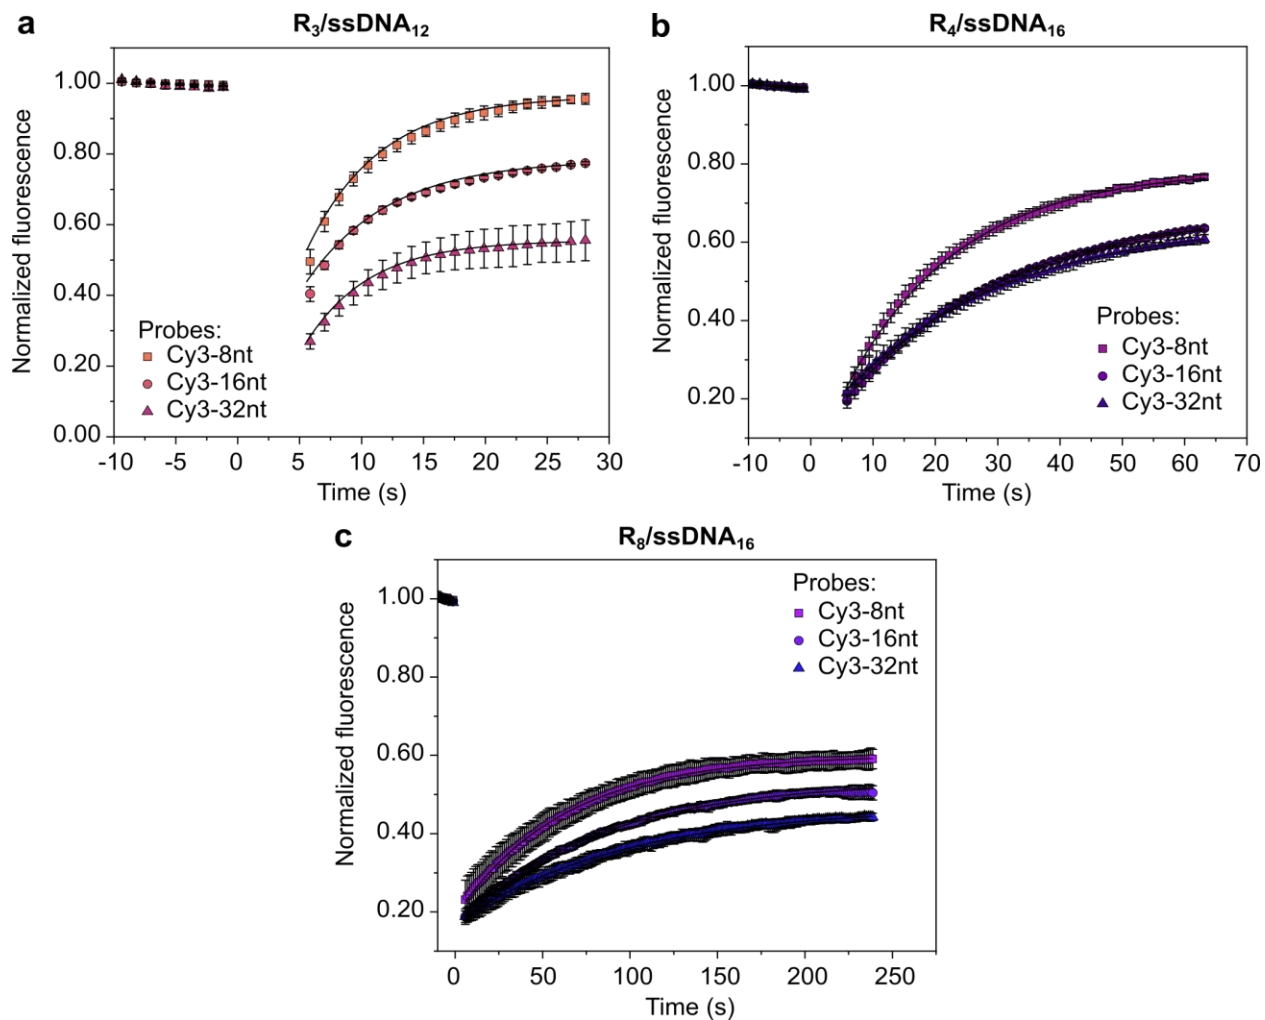 a
R₃/ssDNA₁₂
Normalized fluorescence
1.00
0.80
0.60
0.40
0.20
0.00
Probes:
Cy3-8nt
Cy3-16nt
Cy3-32nt
-10 -5 0 5 10 15 20 25 30
Time (s)
b
R₄/ssDNA₁₆
Normalized fluorescence
1.00
0.80
0.60
0.40
0.20
Probes:
Cy3-8nt
Cy3-16nt
Cy3-32nt
-10 0 10 20 30 40 50 60 70
Time (s)
c
R₈/ssDNA₁₆
Normalized fluorescence
1.00
0.80
0.60
0.40
0.20
Probes:
Cy3-8nt
Cy3-16nt
Cy3-32nt
0 50 100 150 200 250
Time (s)